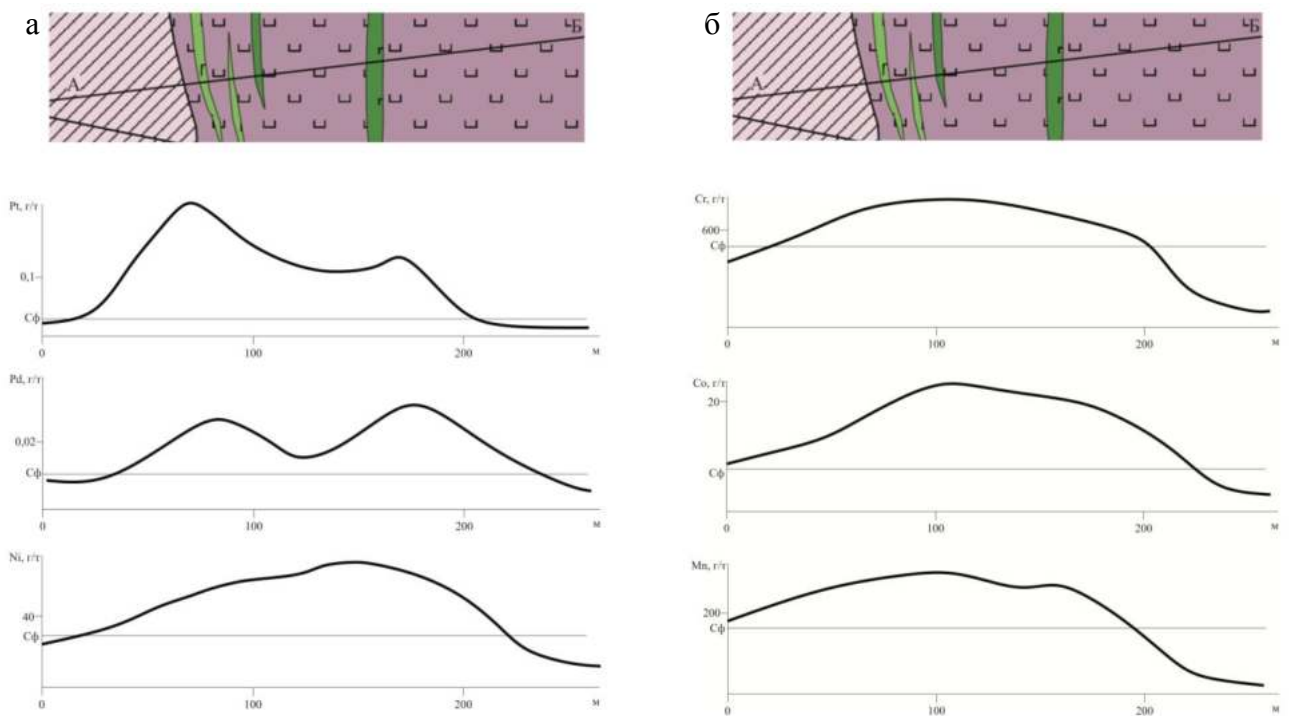 а
А
Б
г
г
г
Pt, г/г
0,1
Сф
0
100
200
м
Pd, г/г
0,02
Сф
0
100
200
м
Ni, г/г
40
Сф
0
100
200
м
б
А
Б
г
г
г
Cr, г/г
600
Сф
0
100
200
м
Co, г/г
20
Сф
0
100
200
м
Mn, г/г
200
Сф
0
100
200
м